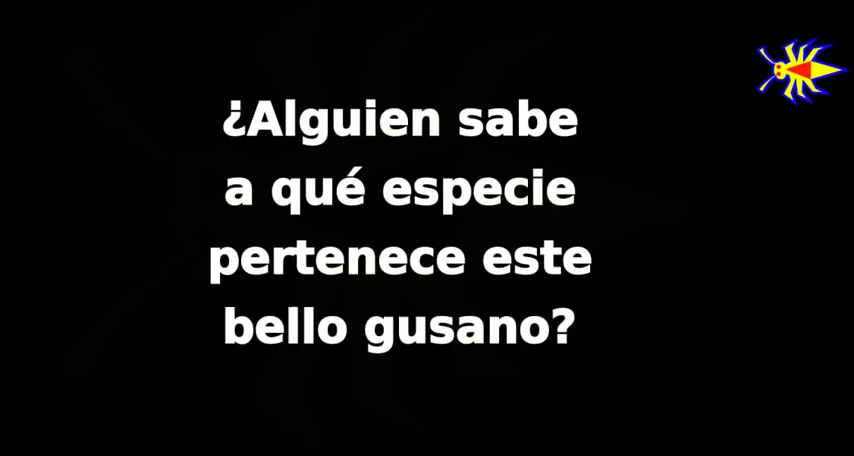 ¿Alguien sabe
a qué especie
pertenece este
bello gusano?